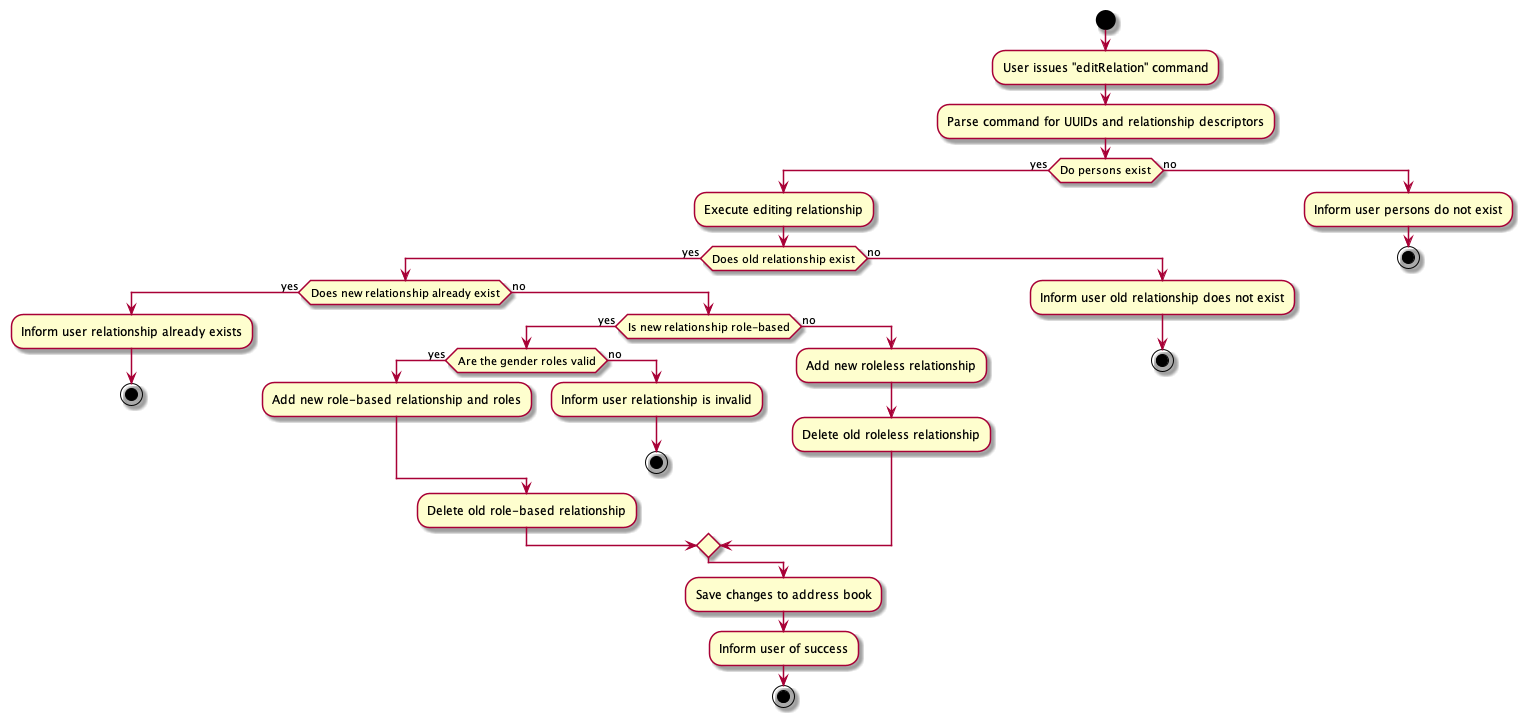 User issues "editRelation" command
Parse command for UUIDs and relationship descriptors
yes
Do persons exist
no
Execute editing relationship
Inform user persons do not exist
yes
Does old relationship exist
no
yes
Does new relationship already exist
no
Inform user old relationship does not exist
Inform user relationship already exists
yes
Is new relationship role-based
no
yes
Are the gender roles valid
no
Add new roleless relationship
Add new role-based relationship and roles
Inform user relationship is invalid
Delete old roleless relationship
Delete old role-based relationship
Save changes to address book
Inform user of success